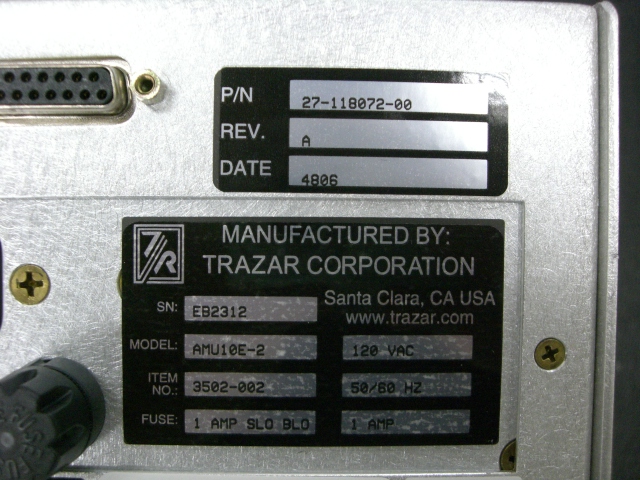 P/N 27-118072-00
REV. A
DATE 4806
7/R
MANUFACTURED BY:
TRAZAR CORPORATION
Santa Clara, CA USA
www.trazar.com
SN: EB2312
MODEL: AMU10E-2 120 VAC
ITEM NO.: 3502-002 50/60 HZ
FUSE: 1 AMP SLO BLO 1 AMP